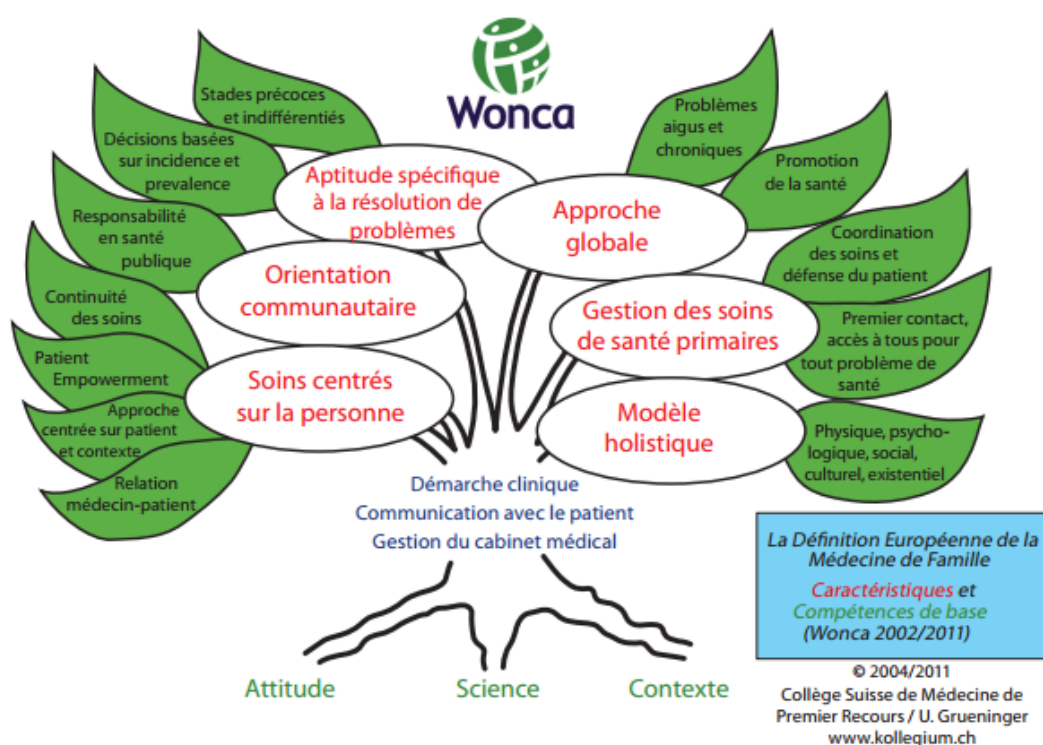 Wonca
Stades précoces
et indifférentiés
Décisions basées
sur incidence et
prevalence
Responsabilité
en santé
publique
Continuité
des soins
Patient
Empowerment
Approche
centrée sur patient
et contexte
Relation
médecin-patient
Aptitude spécifique
à la résolution de
problèmes
Orientation
communautaire
Soins centrés
sur la personne
Approche
globale
Gestion des soins
de santé primaires
Modèle
holistique
Problèmes
aigus et
chroniques
Promotion
de la santé
Coordination
des soins et
défense du patient
Premier contact,
accès à tous pour
tout problème de
santé
Physique, psycho-
logique, social,
culturel, existentiel
Démarche clinique
Communication avec le patient
Gestion du cabinet médical
Attitude
Science
Contexte
La Définition Européenne de la
Médecine de Famille
Caractéristiques et
Compétences de base
(Wonca 2002/2011)
© 2004/2011
Collège Suisse de Médecine de
Premier Recours / U. Grueninger
www.kollegium.ch